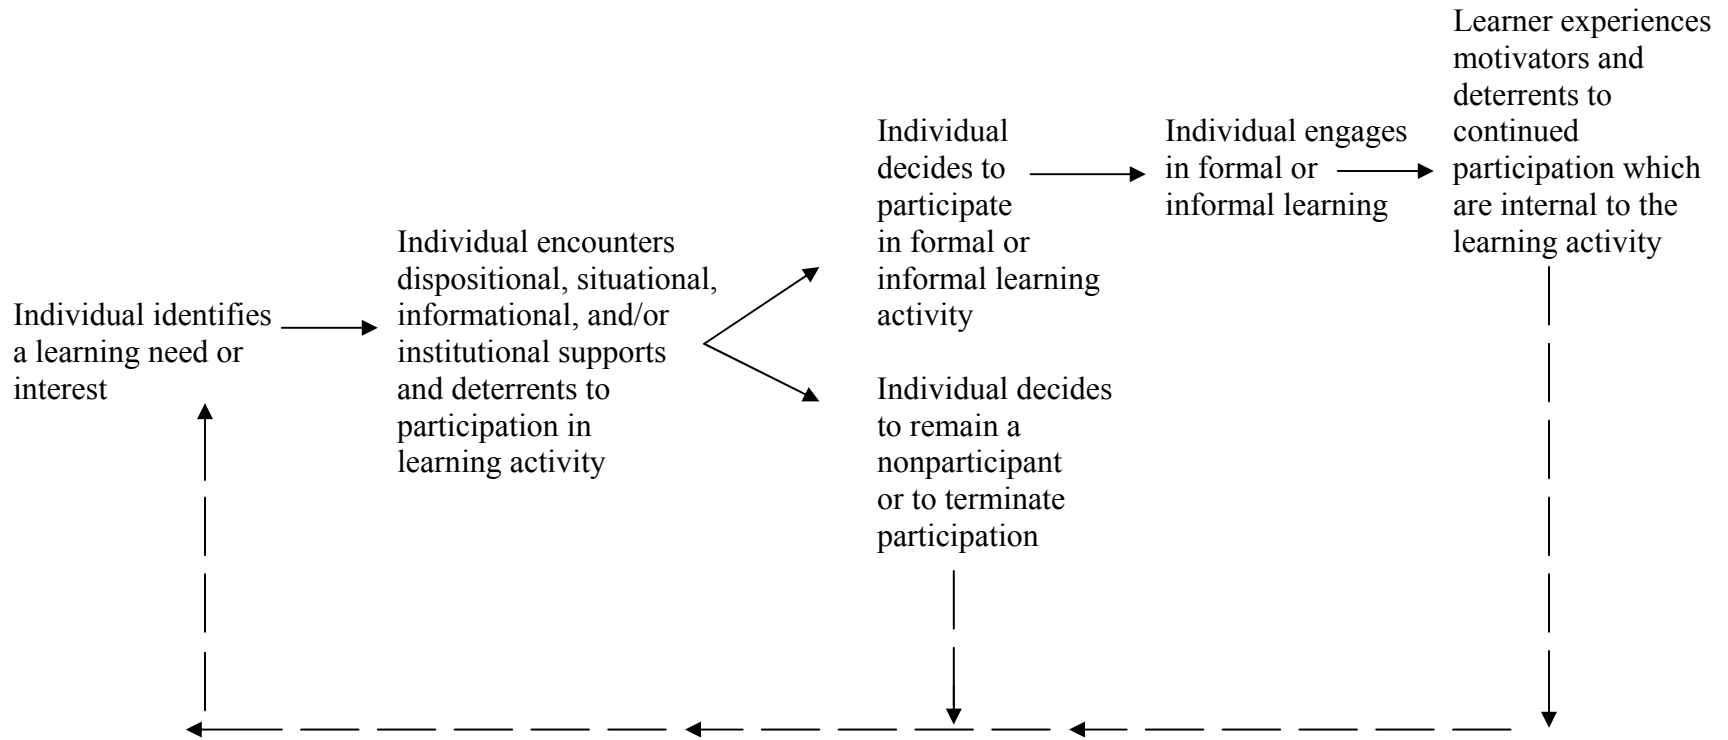 Individual identifies
a learning need or
interest
Individual encounters
dispositional, situational,
informational, and/or
institutional supports
and deterrents to
participation in
learning activity
Individual
decides to
participate
in formal or
informal learning
activity
Individual decides
to remain a
nonparticipant
or to terminate
participation
Individual engages
in formal or
informal learning
Learner experiences
motivators and
deterrents to
continued
participation which
are internal to the
learning activity